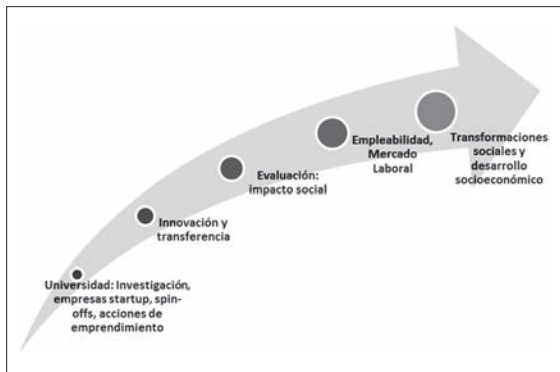 Universidad: Investigación,
empresas startup, spin-
offs, acciones de
emprendimiento
Innovación y
transferencia
Evaluación:
impacto social
Empleabilidad,
Mercado
Laboral
Transformaciones
sociales y
desarrollo
socioeconómico